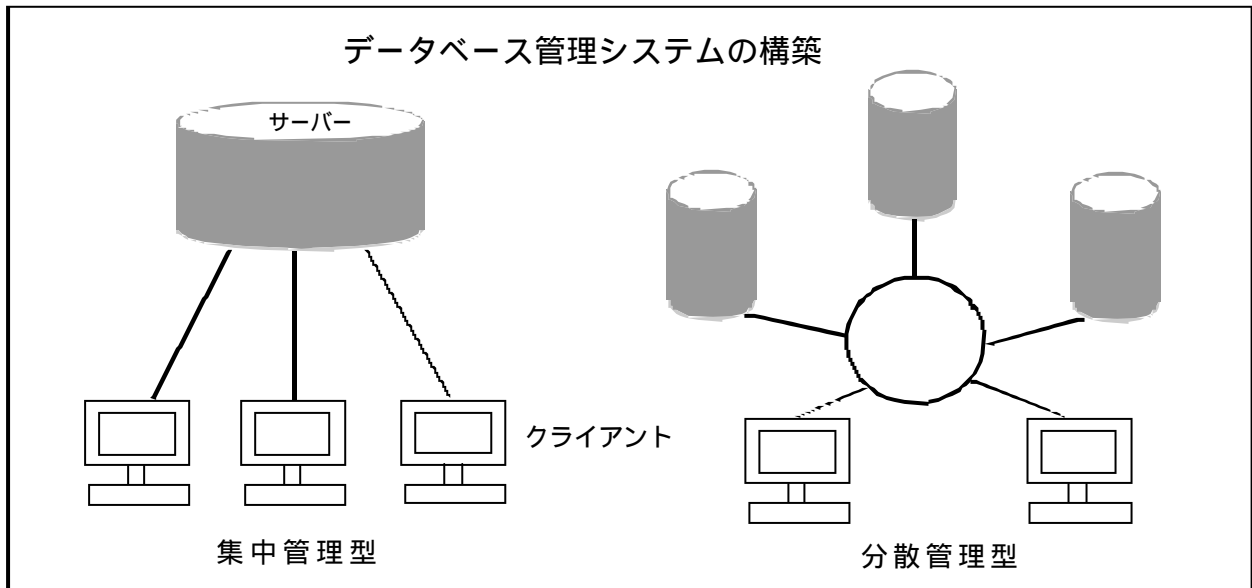 データベース管理システムの構築
サーバー
クライアント
集中管理型
分散管理型